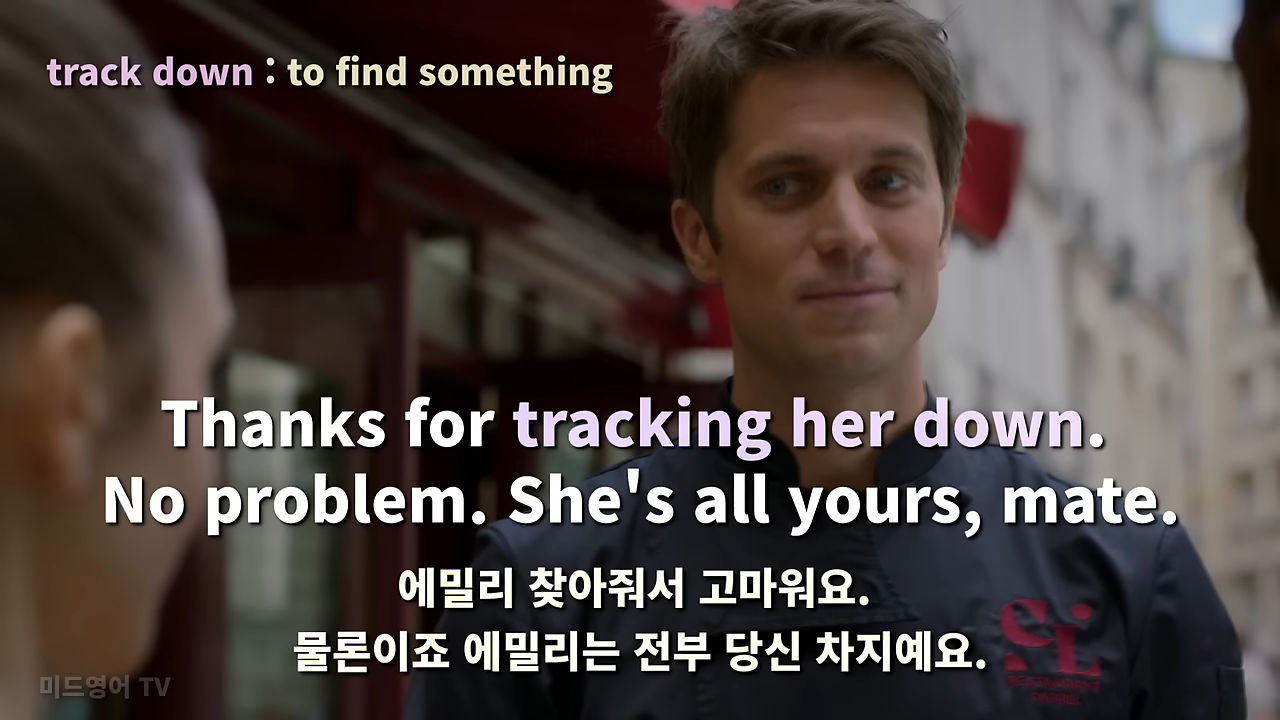 track down : to find something
Thanks for tracking her down.
No problem. She's all yours, mate.
에밀리 찾아줘서 고마워요.
물론이죠 에밀리는 전부 당신 차지예요.
미드영어 TV